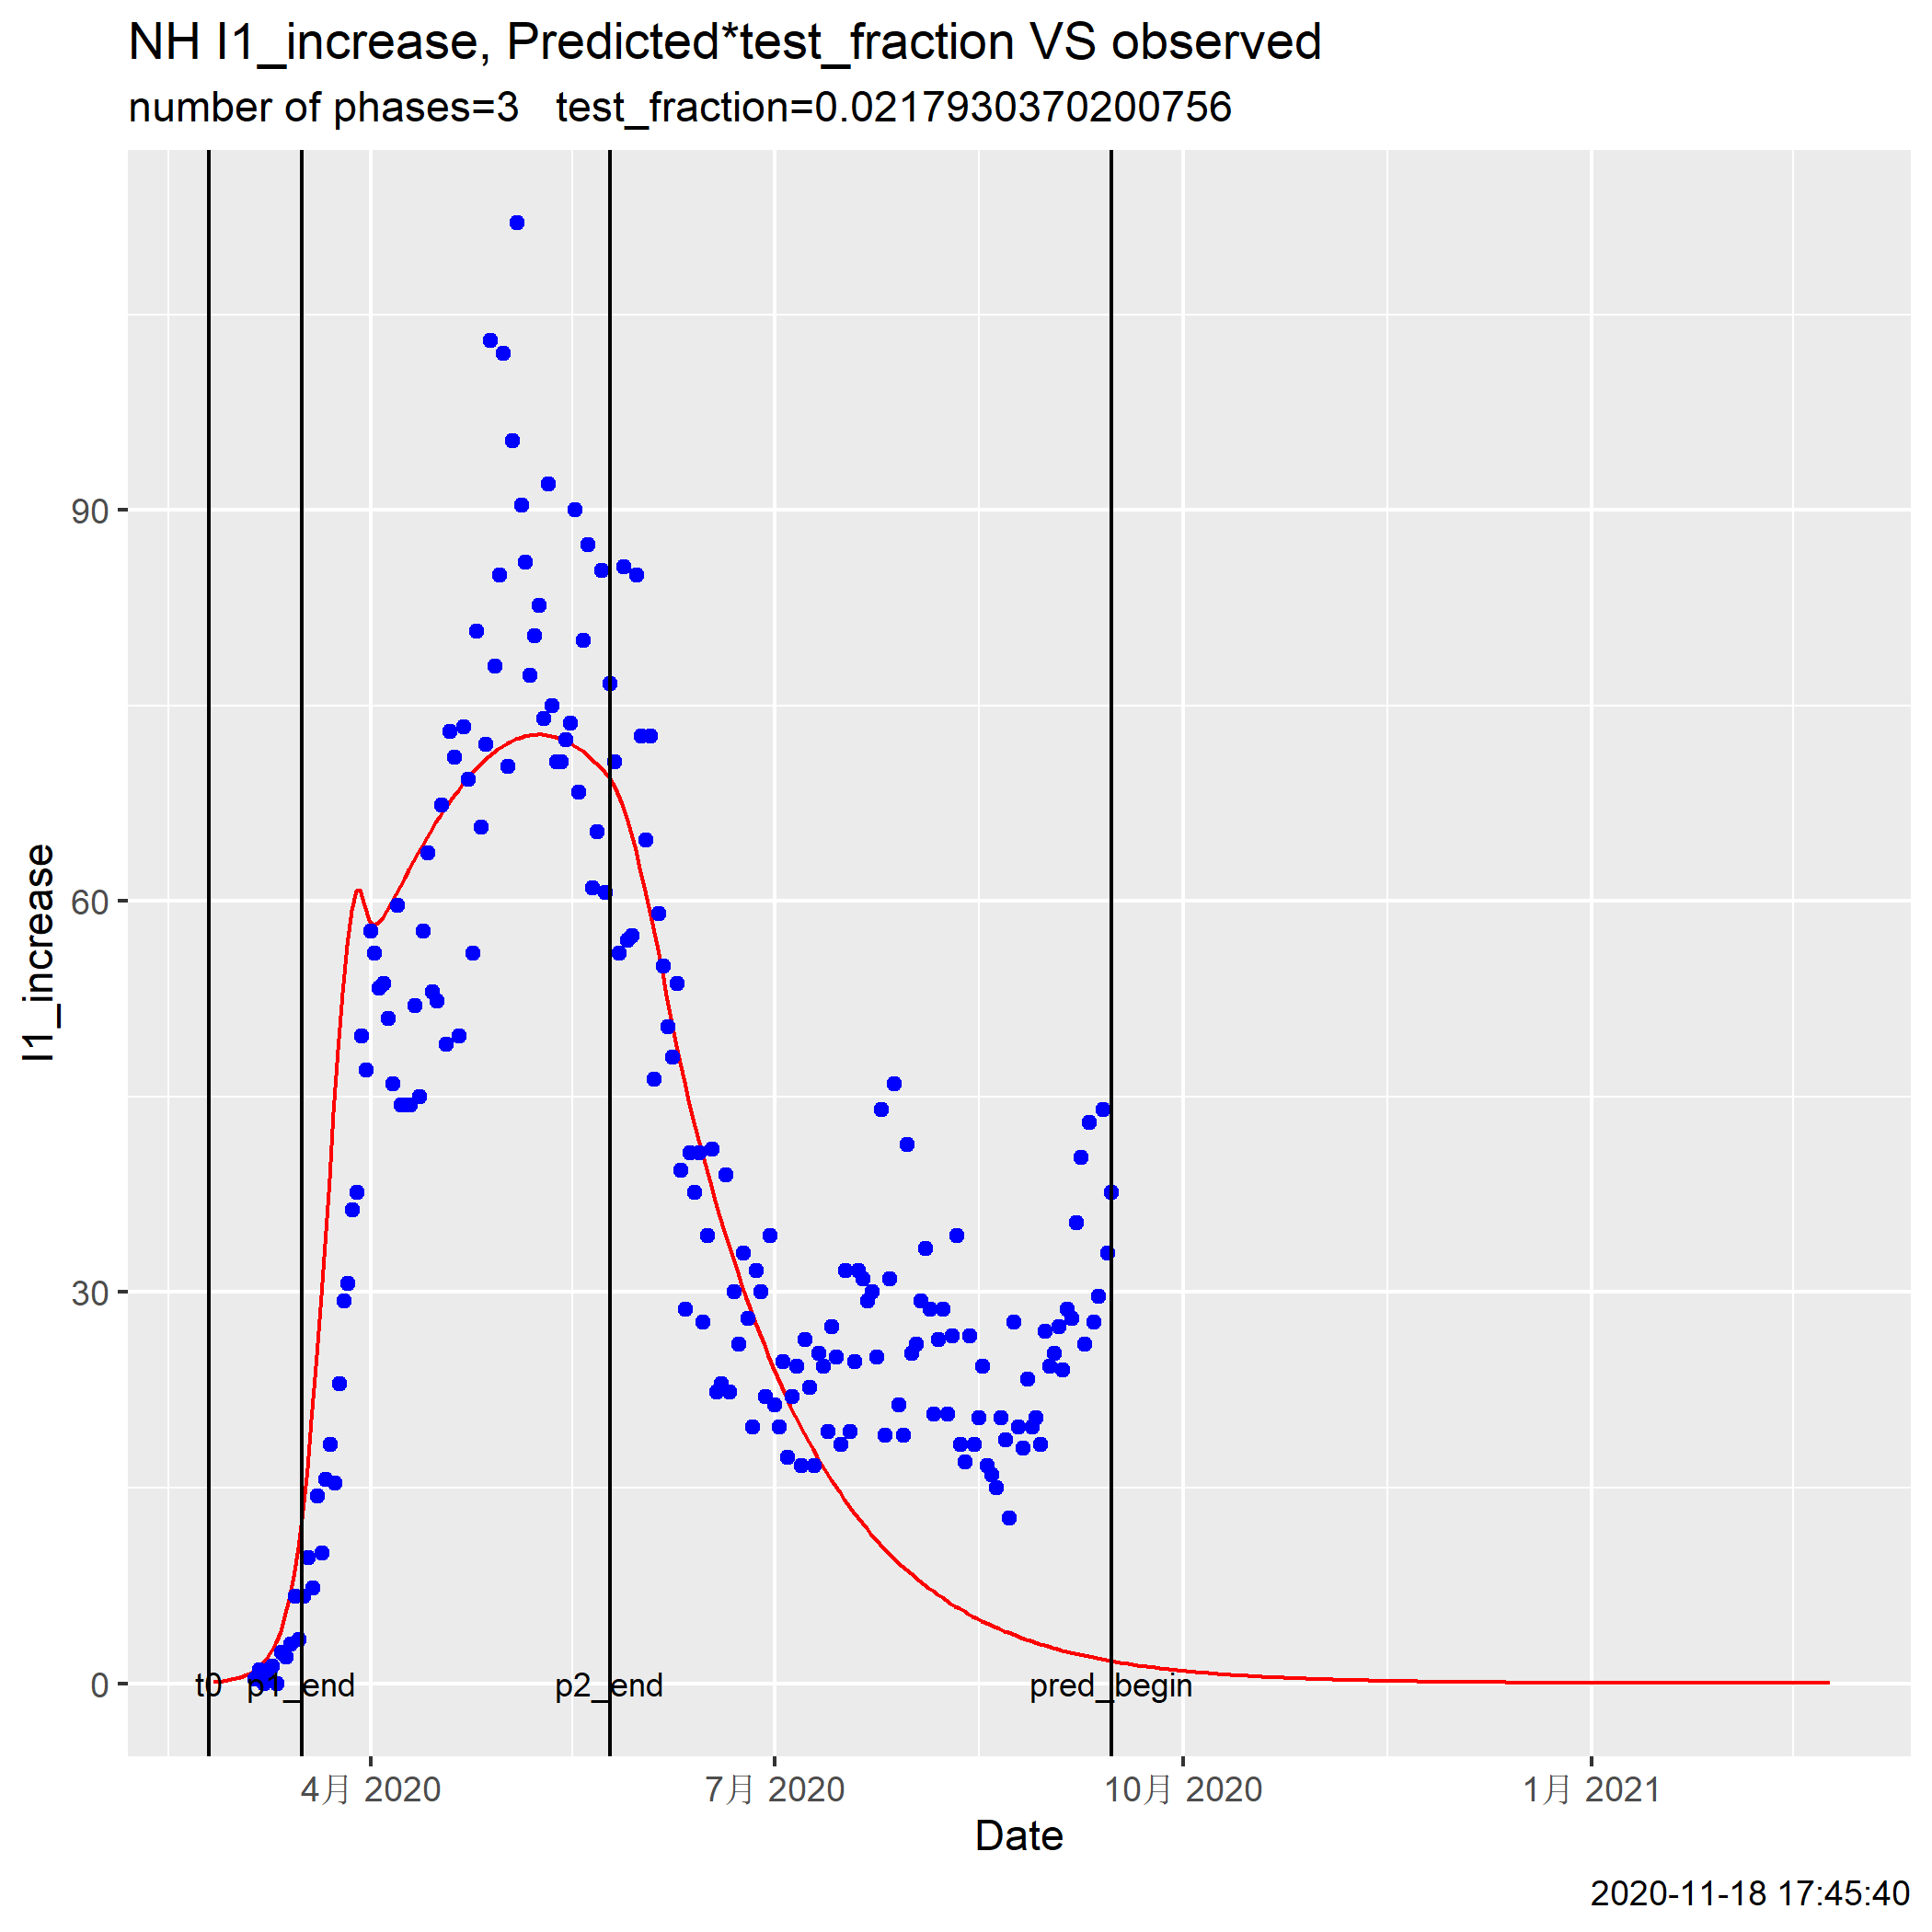 NH I1_increase, Predicted*test_fraction VS observed
number of phases=3   test_fraction=0.0217930370200756
I1_increase
90
60
30
0
t0
p1_end
p2_end
pred_begin
4月 2020
7月 2020
10月 2020
1月 2021
Date
2020-11-18 17:45:40